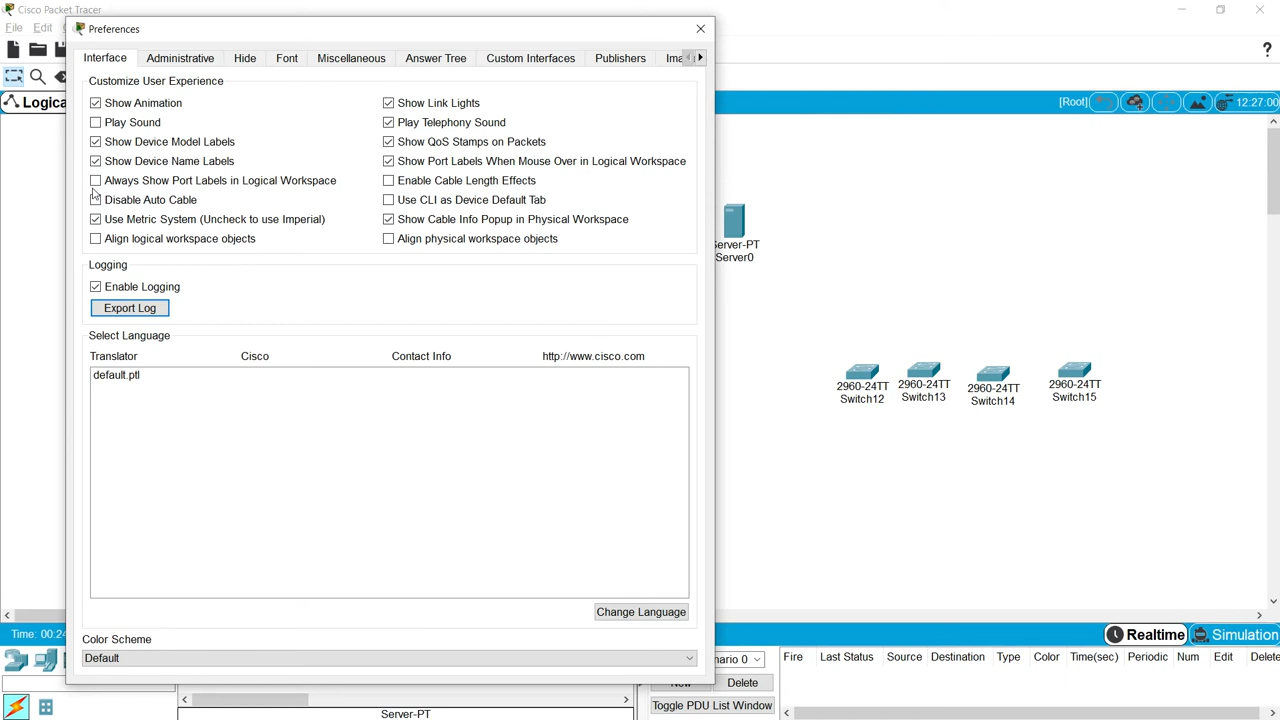 Cisco Packet Tracer
File Edit
Preferences
Interface Administrative Hide Font Miscellaneous Answer Tree Custom Interfaces Publishers
Customize User Experience
Show Animation
Show Link Lights
Play Sound
Play Telephony Sound
Show Device Model Labels
Show QoS Stamps on Packets
Show Device Name Labels
Show Port Labels When Mouse Over in Logical Workspace
Always Show Port Labels in Logical Workspace
Enable Cable Length Effects
Disable Auto Cable
Use CLI as Device Default Tab
Use Metric System (Uncheck to use Imperial)
Show Cable Info Popup in Physical Workspace
Align logical workspace objects
Align physical workspace objects
Logging
Enable Logging
Export Log
Select Language
Translator Cisco Contact Info http://www.cisco.com
default.ptl
Change Language
Color Scheme
Default
Logica
[Root] 12:27:00
erver-PT
Server0
2960-24TT
Switch12
2960-24TT
Switch13
2960-24TT
Switch14
2960-24TT
Switch15
Time: 00:24
Realtime Simulation
nario 0
Fire Last Status Source Destination Type Color Time(sec) Periodic Num Edit Delete
New Delete
Toggle PDU List Window
Server-PT